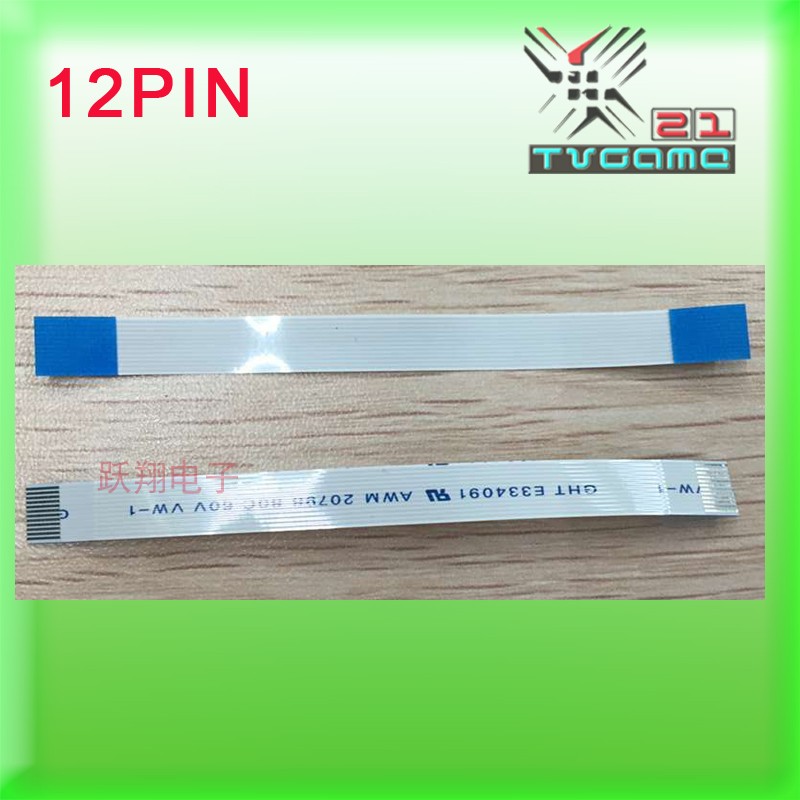 12PIN
21
TVGAME
跃翔电子
GHT E334091 AWM 20798 80C 60V VW-1
VW-1